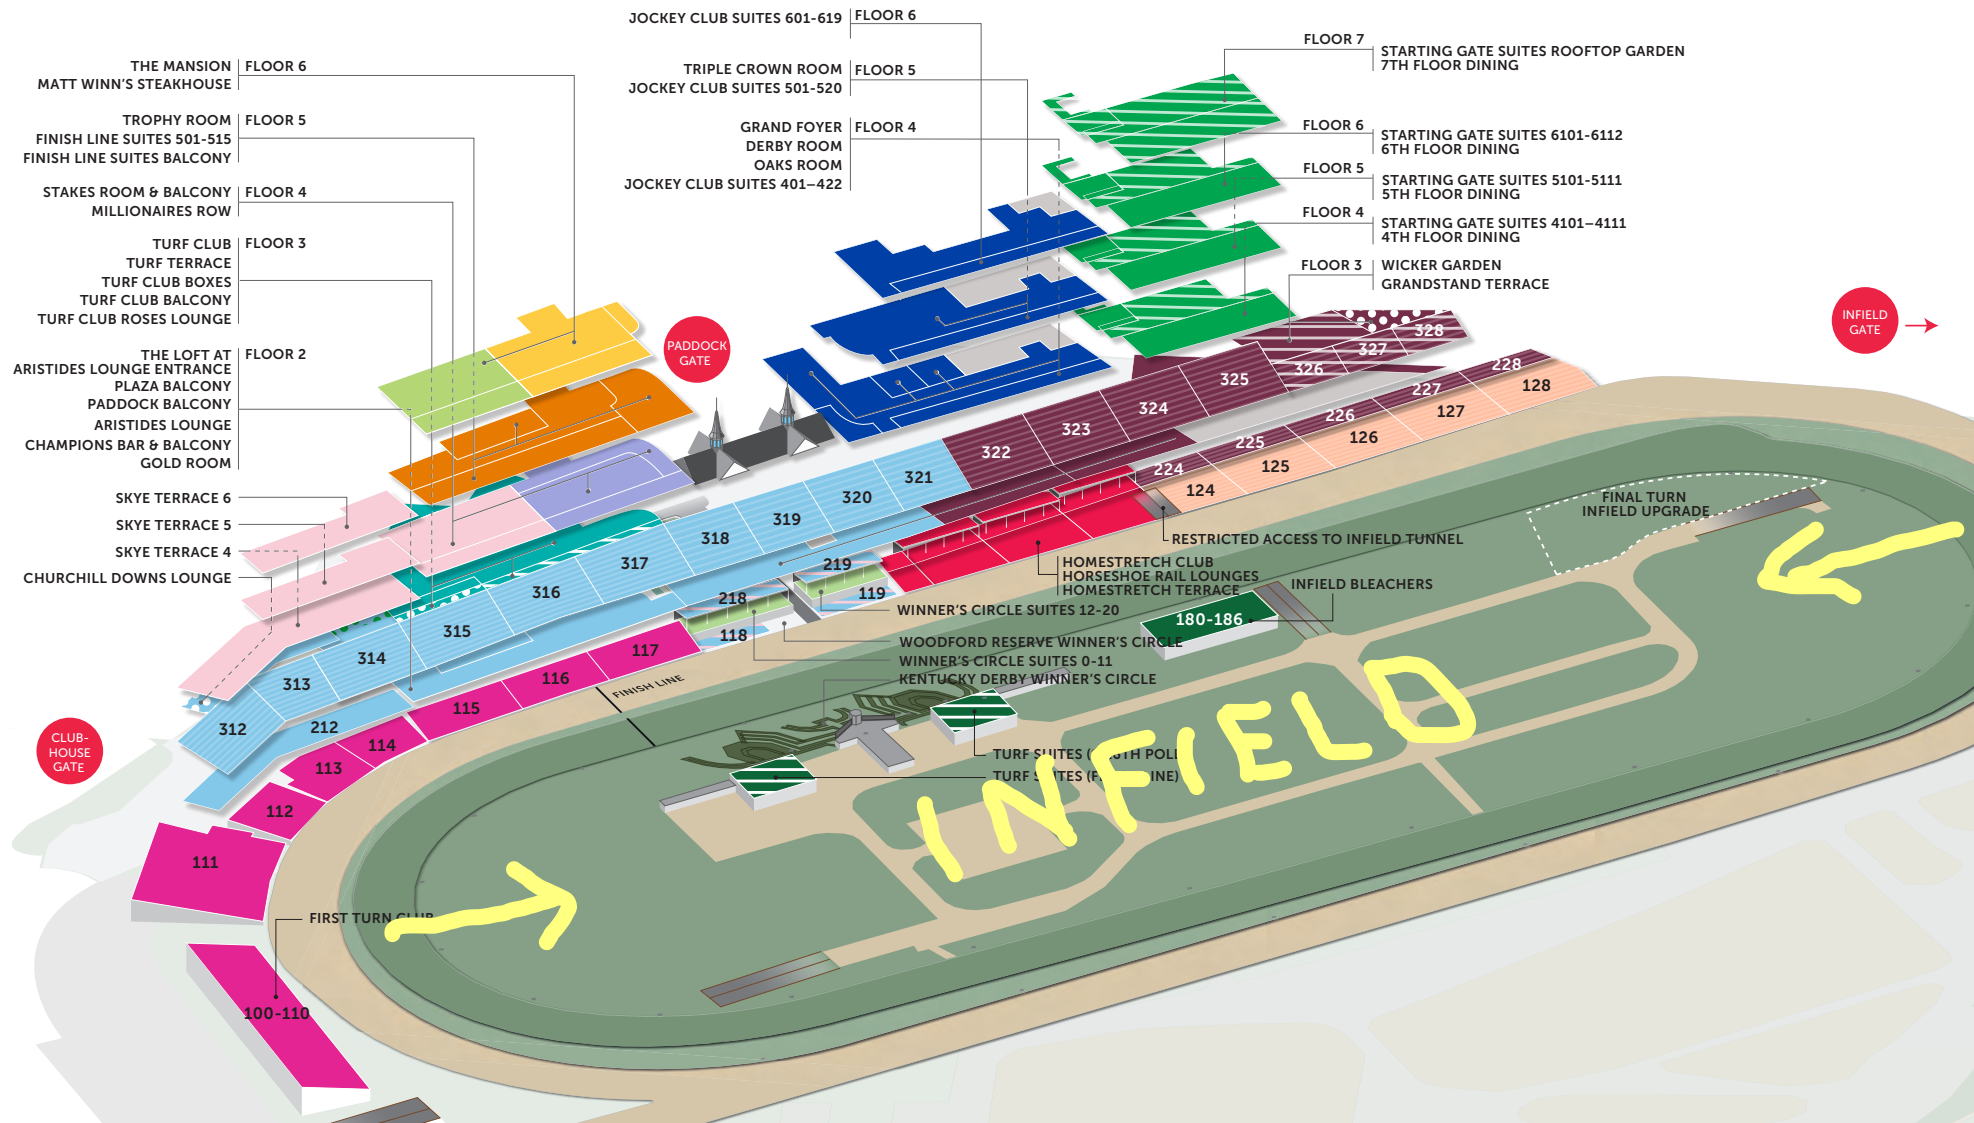 JOCKEY CLUB SUITES 601-619 FLOOR 6
THE MANSION FLOOR 6
MATT WINN'S STEAKHOUSE
TRIPLE CROWN ROOM FLOOR 5
JOCKEY CLUB SUITES 501-520
FLOOR 7
STARTING GATE SUITES ROOFTOP GARDEN
7TH FLOOR DINING
TROPHY ROOM FLOOR 5
FINISH LINE SUITES 501-515
FINISH LINE SUITES BALCONY
GRAND FOYER FLOOR 4
DERBY ROOM
OAKS ROOM
JOCKEY CLUB SUITES 401–422
FLOOR 6
STARTING GATE SUITES 6101-6112
6TH FLOOR DINING
FLOOR 5
STARTING GATE SUITES 5101-5111
5TH FLOOR DINING
STAKES ROOM & BALCONY FLOOR 4
MILLIONAIRES ROW
FLOOR 4
STARTING GATE SUITES 4101–4111
4TH FLOOR DINING
TURF CLUB FLOOR 3
TURF TERRACE
TURF CLUB BOXES
TURF CLUB BALCONY
TURF CLUB ROSES LOUNGE
FLOOR 3 WICKER GARDEN
GRANDSTAND TERRACE
INFIELD
GATE
PADDOCK
GATE
THE LOFT AT FLOOR 2
ARISTIDES LOUNGE ENTRANCE
PLAZA BALCONY
PADDOCK BALCONY
ARISTIDES LOUNGE
CHAMPIONS BAR & BALCONY
GOLD ROOM
SKYE TERRACE 6
SKYE TERRACE 5
SKYE TERRACE 4
CHURCHILL DOWNS LOUNGE
312
313
314
315
316
317
318
319
320
321
322
323
324
325
326
327
328
212
218
219
224
225
226
227
228
111
112
113
114
115
116
117
118
119
124
125
126
127
128
FINAL TURN
INFIELD UPGRADE
RESTRICTED ACCESS TO INFIELD TUNNEL
HOMESTRETCH CLUB
HORSESHOE RAIL LOUNGES
HOMESTRETCH TERRACE
INFIELD BLEACHERS
180-186
WINNER'S CIRCLE SUITES 12-20
WOODFORD RESERVE WINNER'S CIRCLE
WINNER'S CIRCLE SUITES 0-11
KENTUCKY DERBY WINNER'S CIRCLE
FINISH LINE
TURF SUITES
TURF SUITES
INFIELD
CLUB-
HOUSE
GATE
FIRST TURN CLUB
100-110